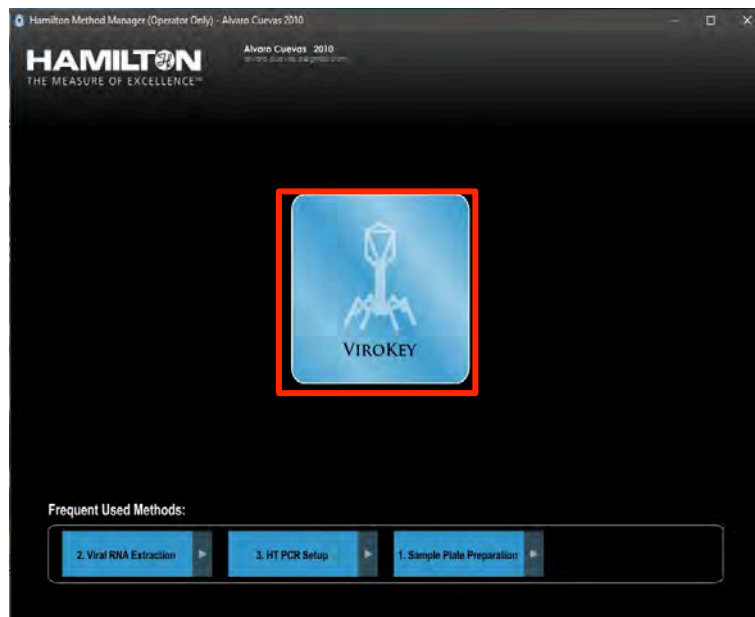 Hamilton Method Manager (Operator Only) - Alvaro Cuevas 2010
HAMILTON
THE MEASURE OF EXCELLENCE™
Alvaro Cuevas 2010
VIROKEY
Frequent Used Methods:
2. Viral RNA Extraction
3. HT PCR Setup
1. Sample Plate Preparation